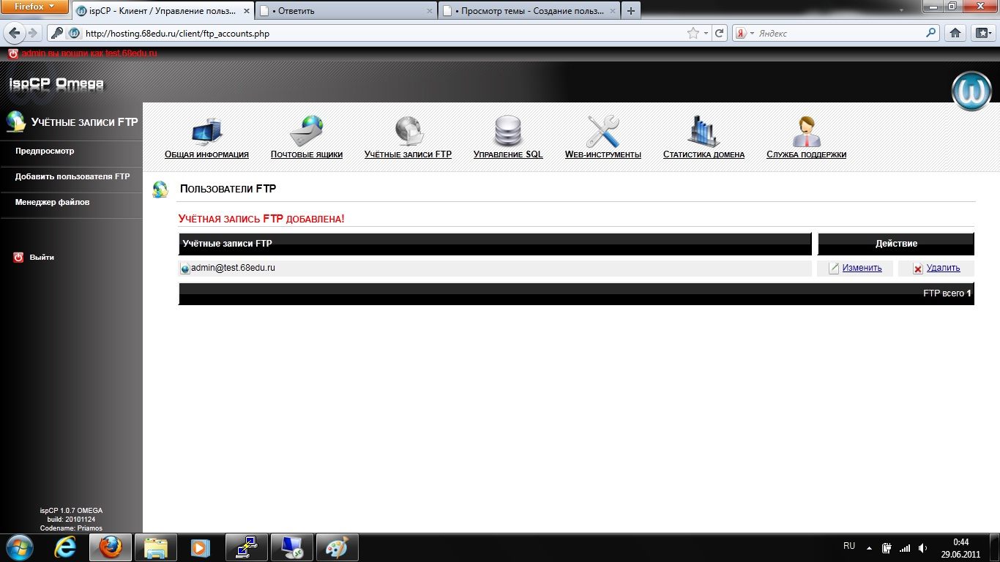 Firefox
ispCP - Клиент / Управление польз...
• Ответить
• Просмотр темы - Создание польз...
http://hosting.68edu.ru/client/ftp_accounts.php
Яндекс
admin вы вошли как test.68edu.ru
ispCP Omega
Учётные записи FTP
Предпросмотр
Добавить пользователя FTP
Менеджер файлов
Выйти
Общая информация
Почтовые ящики
Учётные записи FTP
Управление SQL
Web-инструменты
Статистика домена
Служба поддержки
Пользователи FTP
Учётная запись FTP добавлена!
Учётные записи FTP
Действие
admin@test.68edu.ru
Изменить
Удалить
FTP всего 1
ispCP 1.0.7 OMEGA
build: 20101124
Codename: Priamos
RU
0:44
29.06.2011